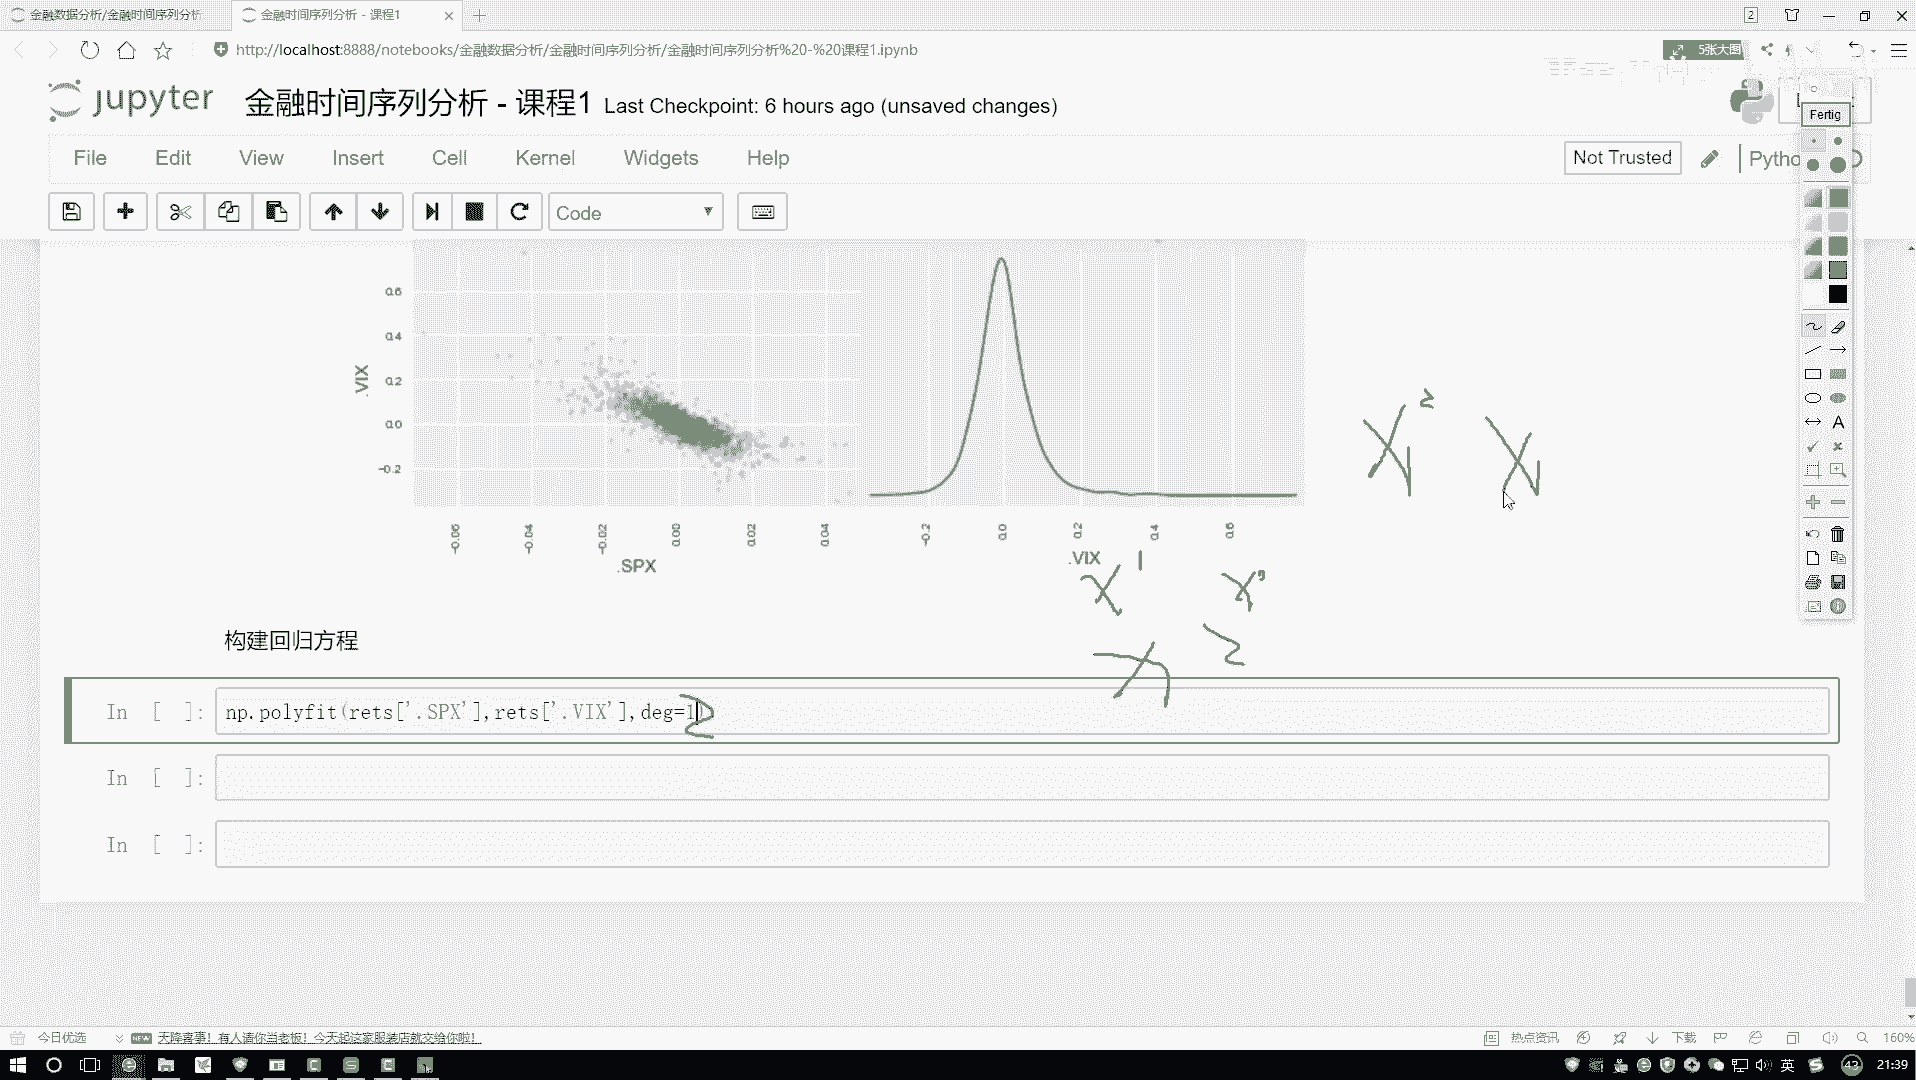 金融数据分析/金融时间序列分析
金融时间序列分析 - 课程1
2
http://localhost:8888/notebooks/金融数据分析/金融时间序列分析/金融时间序列分析%20-%20课程1.ipynb
5张大图
jupyter 金融时间序列分析 - 课程1 Last Checkpoint: 6 hours ago (unsaved changes)
Fertig
File Edit View Insert Cell Kernel Widgets Help
Not Trusted
Pytho
Code
0.6
0.4
0.2
0.0
-0.2
.VIX
-0.06 -0.04 -0.02 0.00 0.02 0.04
.SPX
-0.2 0.0 0.2 0.4 0.6
.VIX
构建回归方程
In [ ]: np.polyfit(rets['.SPX'],rets['.VIX'],deg=1)
In [ ]:
In [ ]:
今日优选
NEW 天降喜事！有人请你当老板！今天起这家服装店就交给你啦！
热点资讯
下载
160%
英
43
21:39